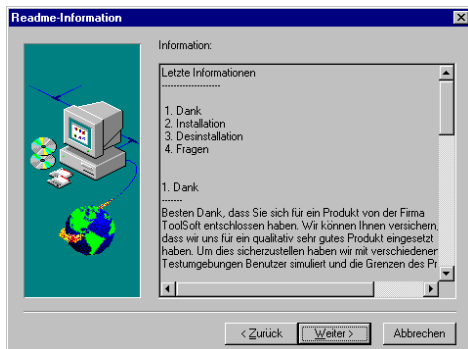 Readme-Information
Information:
Letzte Informationen
--------------------
1. Dank
2. Installation
3. Desinstallation
4. Fragen
1. Dank
-------
Besten Dank, dass Sie sich für ein Produkt von der Firma
ToolSoft entschlossen haben. Wir können Ihnen versichern,
dass wir uns für ein qualitativ sehr gutes Produkt eingesetzt
haben. Um dies sicherzustellen haben wir mit verschiedener
Testumgebungen Benutzer simuliert und die Grenzen des Pr
< Zurück
Weiter >
Abbrechen